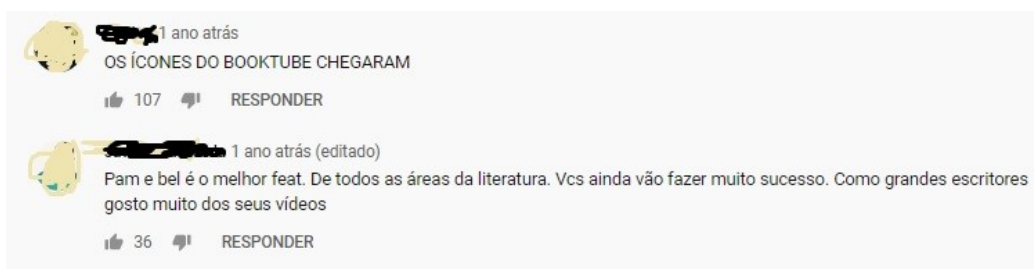 1 ano atrás
OS ÍCONES DO BOOKTUBE CHEGARAM
107 RESPONDER
1 ano atrás (editado)
Pam e bel é o melhor feat. De todos as áreas da literatura. Vcs ainda vão fazer muito sucesso. Como grandes escritores
gosto muito dos seus vídeos
36 RESPONDER